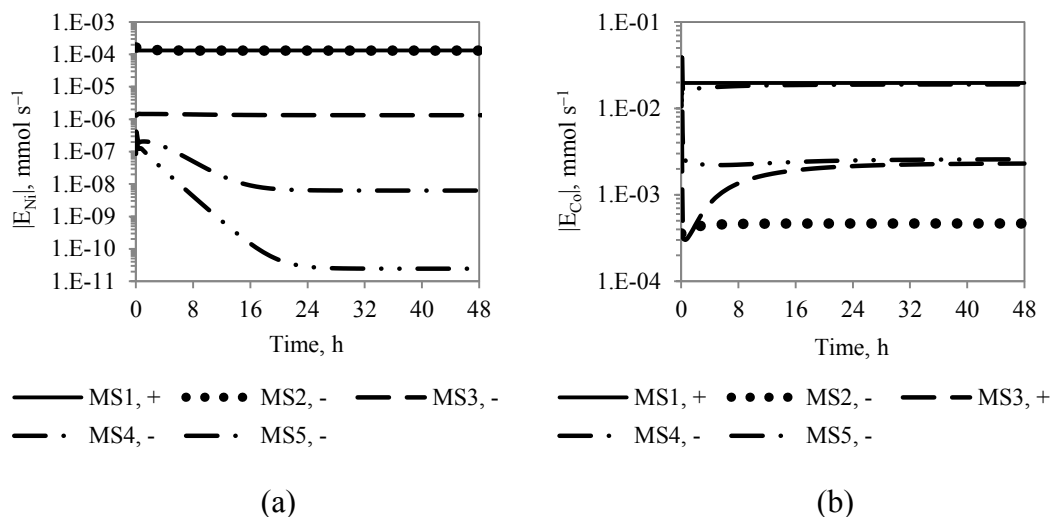 1.E-03
1.E-04
1.E-05
1.E-06
1.E-07
1.E-08
1.E-09
1.E-10
1.E-11
|E_Ni|, mmol s⁻¹
0 8 16 24 32 40 48
Time, h
MS1, + MS2, - MS3, -
MS4, - MS5, -
(a)
1.E-01
1.E-02
1.E-03
1.E-04
|E_Co|, mmol s⁻¹
0 8 16 24 32 40 48
Time, h
MS1, + MS2, - MS3, +
MS4, - MS5, -
(b)